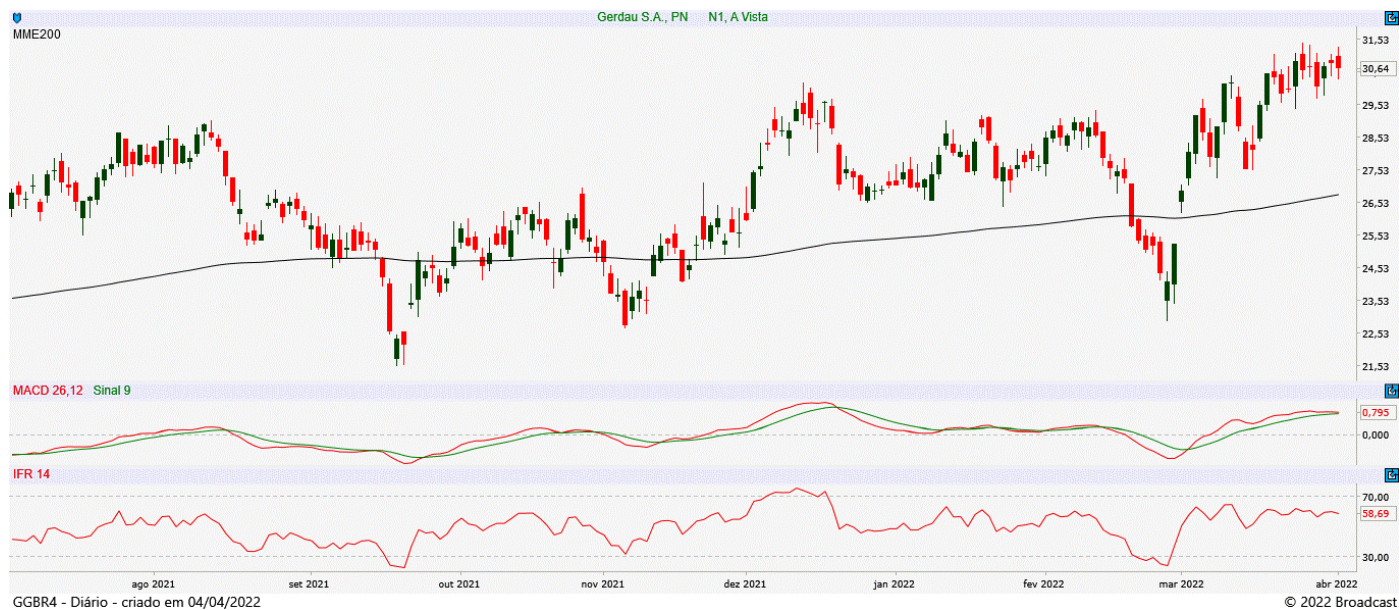 Gerdau S.A., PN N1, A Vista
MME200
31,53
30,64
29,53
28,53
27,53
26,53
25,53
24,53
23,53
22,53
21,53
MACD 26,12 Sinal 9
0,795
0,000
IFR 14
70,00
58,69
30,00
ago 2021 set 2021 out 2021 nov 2021 dez 2021 jan 2022 fev 2022 mar 2022 abr 2022
GGBR4 - Diário - criado em 04/04/2022 © 2022 Broadcast